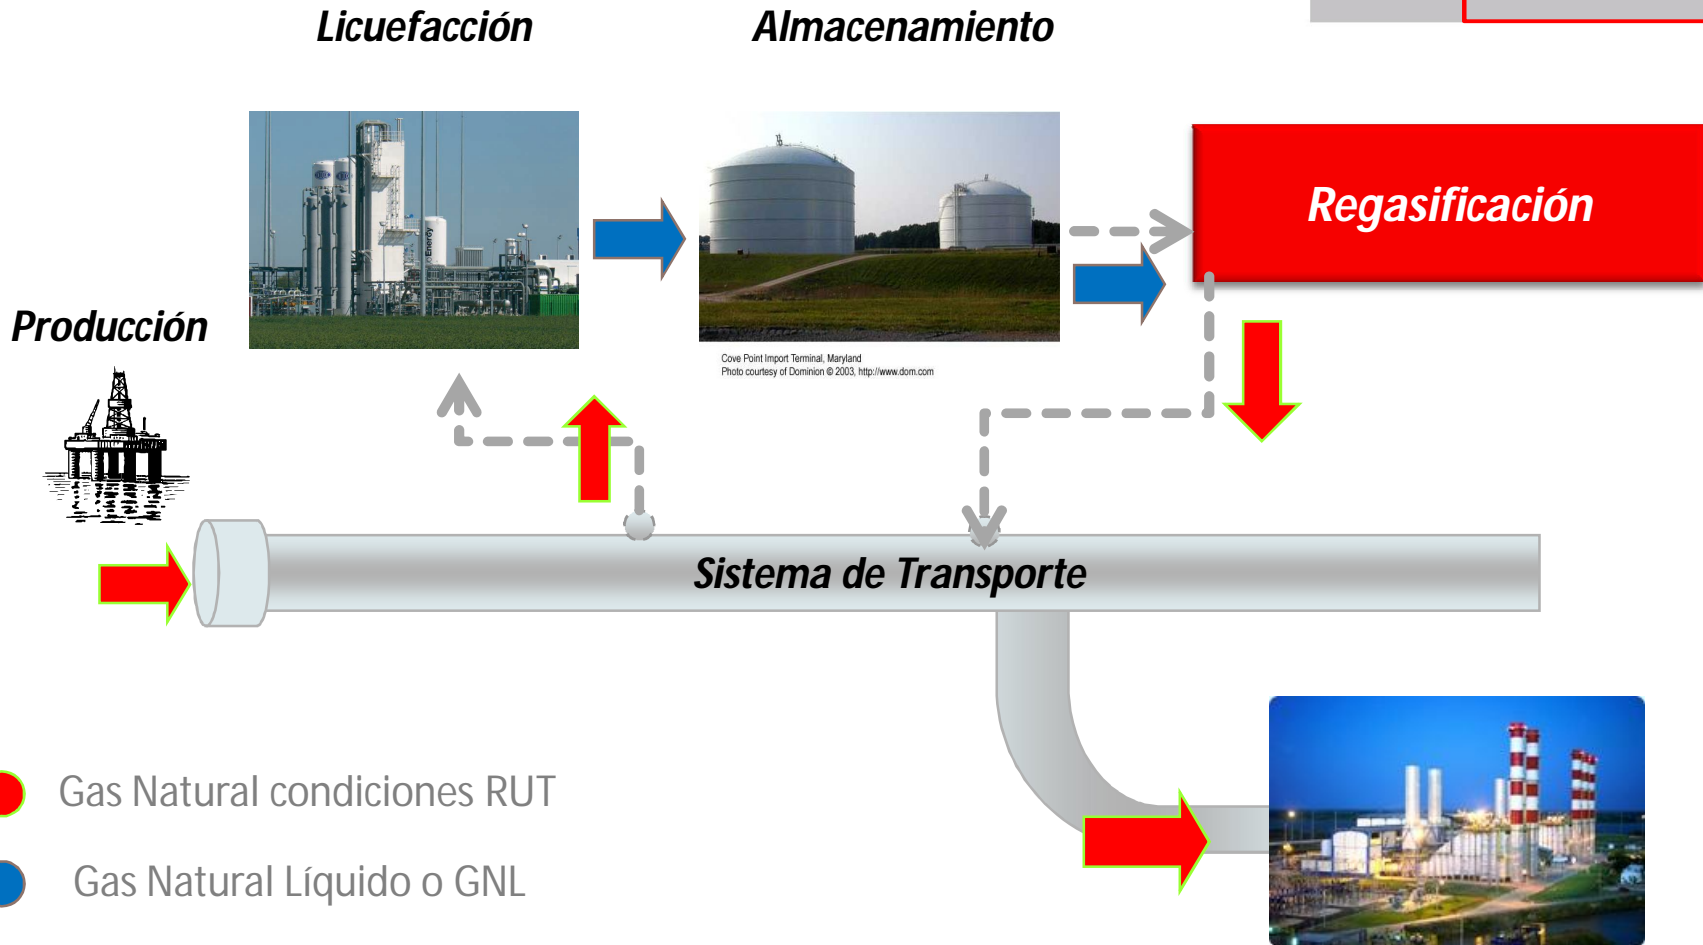 Licuefacción
Almacenamiento
Regasificación
Producción
Energy
Cove Point Import Terminal, Maryland
Photo courtesy of Dominion © 2003, http://www.dom.com
Sistema de Transporte
Gas Natural condiciones RUT
Gas Natural Líquido o GNL